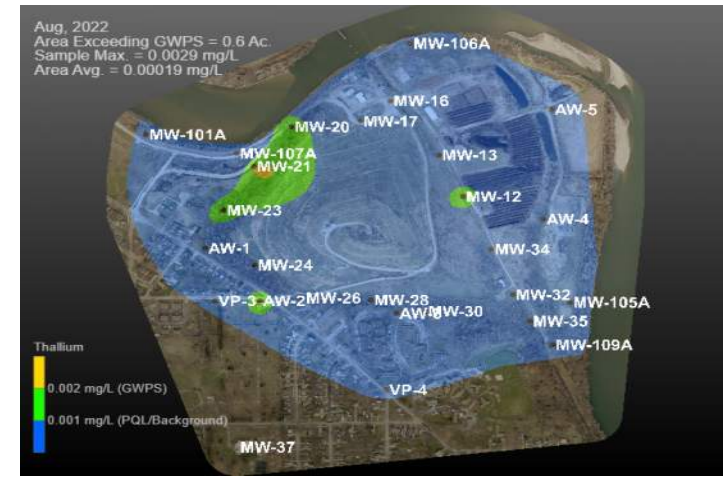 Aug, 2022
Area Exceeding GWPS = 0.6 Ac.
Sample Max. = 0.0029 mg/L
Area Avg. = 0.00019 mg/L
MW-106A
MW-16
AW-5
MW-17
MW-20
MW-101A
MW-107A
MW-13
MW-21
MW-12
MW-23
AW-4
AW-1
MW-34
MW-24
VP-3
AW-2
MW-26
MW-28
MW-32
MW-105A
MW-30
MW-35
MW-109A
Thallium
0.002 mg/L (GWPS)
VP-4
0.001 mg/L (PQL/Background)
MW-37